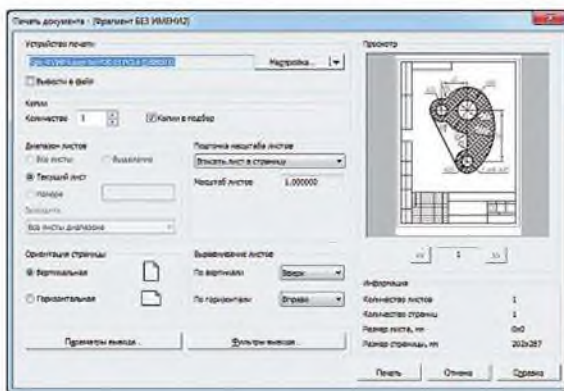 Печать документа - [Фрагмент БЕЗ ИМЕНИ2]
Устройство печати
Настройка...
Вывести в файл
Копии
Количество 1 Копии в подбор
Диапазон листов
Все листы Выделение
Текущий лист
Номера
Все листы диапазона
Подгонка масштаба листов
Вписать лист в страницу
Масштаб листов 1.000000
Ориентация страницы
Вертикальная
Горизонтальная
Выравнивание листов
По вертикали Вверх
По горизонтали Вправо
Параметры вывода...
Фильтры вывода...
Просмотр
<< 1 >>
Информация
Количество листов 1
Количество страниц 1
Размер листа, мм 0x0
Размер страницы, мм 202x287
Печать Отмена Справка